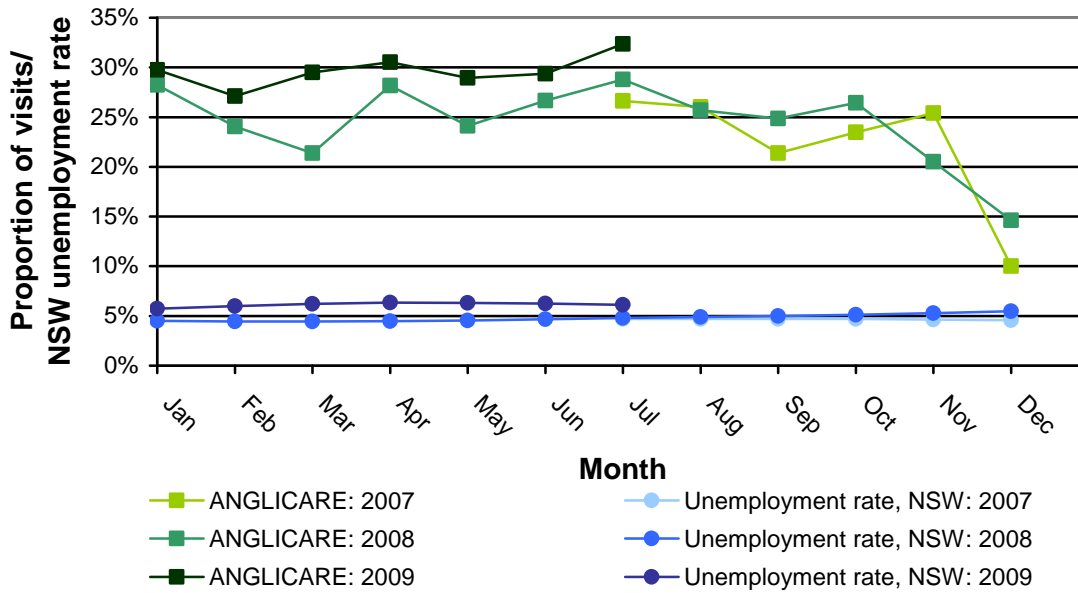 Proportion of visits/
NSW unemployment rate
35%
30%
25%
20%
15%
10%
5%
0%
Jan
Feb
Mar
Apr
May
Jun
Jul
Aug
Sep
Oct
Nov
Dec
Month
ANGLICARE: 2007
Unemployment rate, NSW: 2007
ANGLICARE: 2008
Unemployment rate, NSW: 2008
ANGLICARE: 2009
Unemployment rate, NSW: 2009